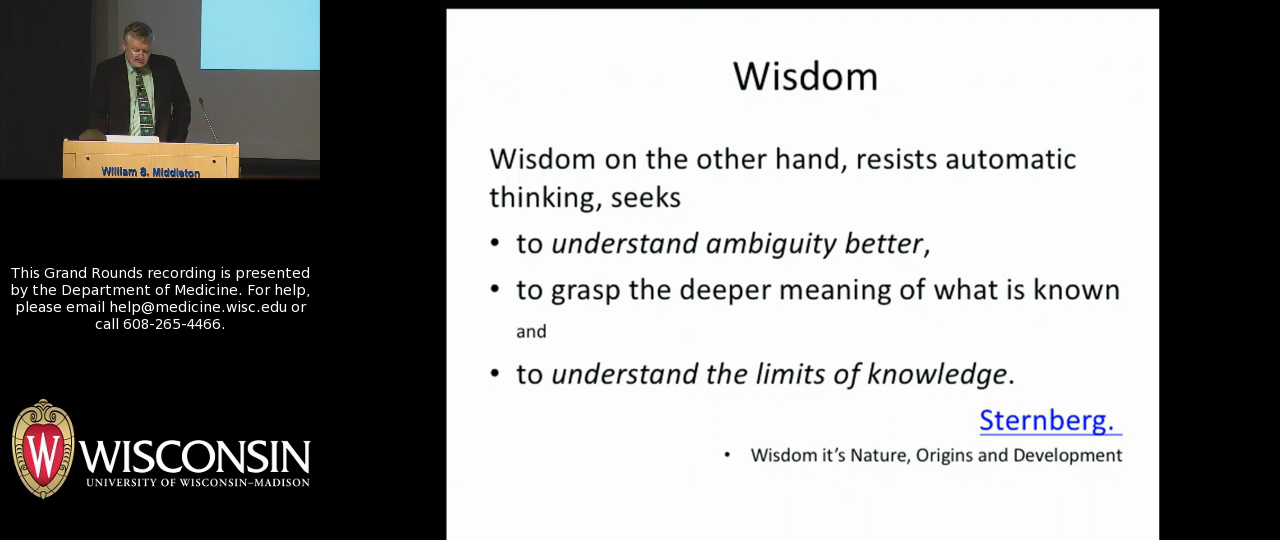 William S. Middleton
This Grand Rounds recording is presented
by the Department of Medicine. For help,
please email help@medicine.wisc.edu or
call 608-265-4466.
W
WISCONSIN
UNIVERSITY OF WISCONSIN–MADISON
Wisdom
Wisdom on the other hand, resists automatic
thinking, seeks
• to understand ambiguity better,
• to grasp the deeper meaning of what is known
and
• to understand the limits of knowledge.
Sternberg.
• Wisdom it's Nature, Origins and Development